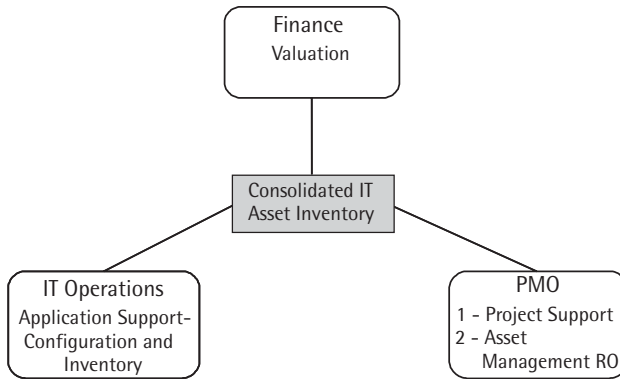 Finance
Valuation
Consolidated IT
Asset Inventory
IT Operations
Application Support-
Configuration and
Inventory
PMO
1 - Project Support
2 - Asset
Management RO